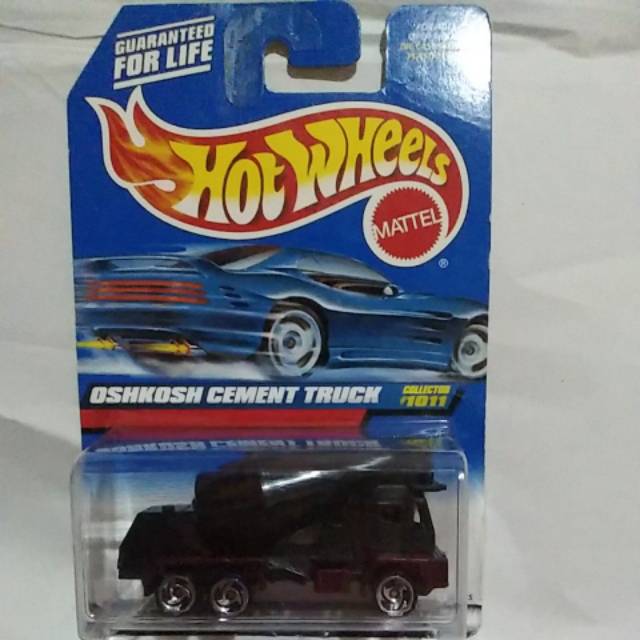 GUARANTEED
FOR LIFE
HOT WHEELS
MATTEL
®
OSHKOSH CEMENT TRUCK
COLLECTOR
#1011